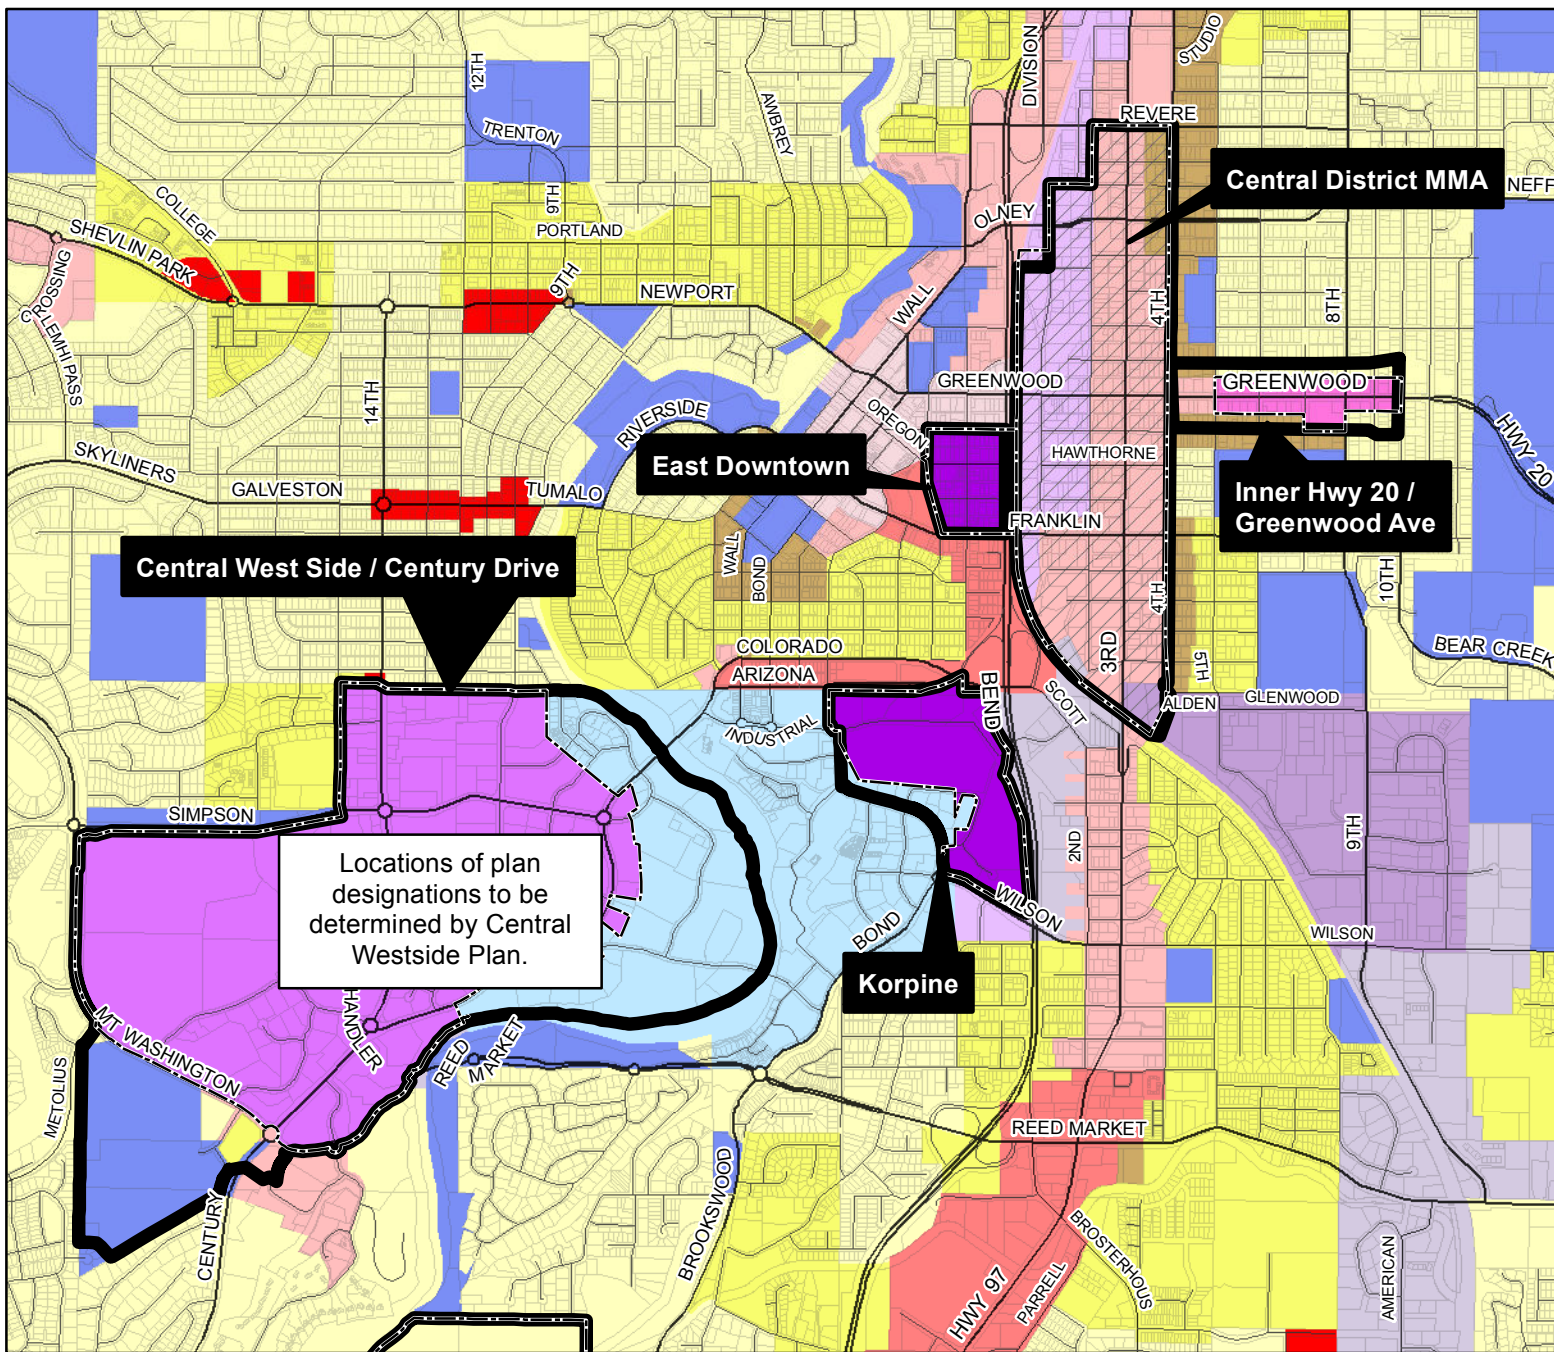 STUDIO
12TH
DIVISION
AWBREY
REVERE
TRENTON
Central District MMA
NEFF
COLLEGE
9TH
OLNEY
PORTLAND
SHEVLIN PARK
CROSSING
9TH
NEWPORT
WALL
4TH
8TH
LEMHI PASS
14TH
GREENWOOD
GREENWOOD
RIVERSIDE
OREGON
HWY 20
SKYLINERS
East Downtown
HAWTHORNE
GALVESTON
TUMALO
Inner Hwy 20 /
Greenwood Ave
FRANKLIN
WALL
BOND
Central West Side / Century Drive
10TH
4TH
COLORADO
3RD
5TH
BEAR CREEK
ARIZONA
BEND
SCOTT
ALDEN
GLENWOOD
INDUSTRIAL
SIMPSON
2ND
9TH
Locations of plan
designations to be
determined by Central
Westside Plan.
WILSON
BOND
WILSON
Korpine
HANDLER
MT WASHINGTON
REED
MARKET
METOLIUS
REED MARKET
BROOKSWOOD
CENTURY
BROSTERHOUS
HWY 97
PARRELL
AMERICAN